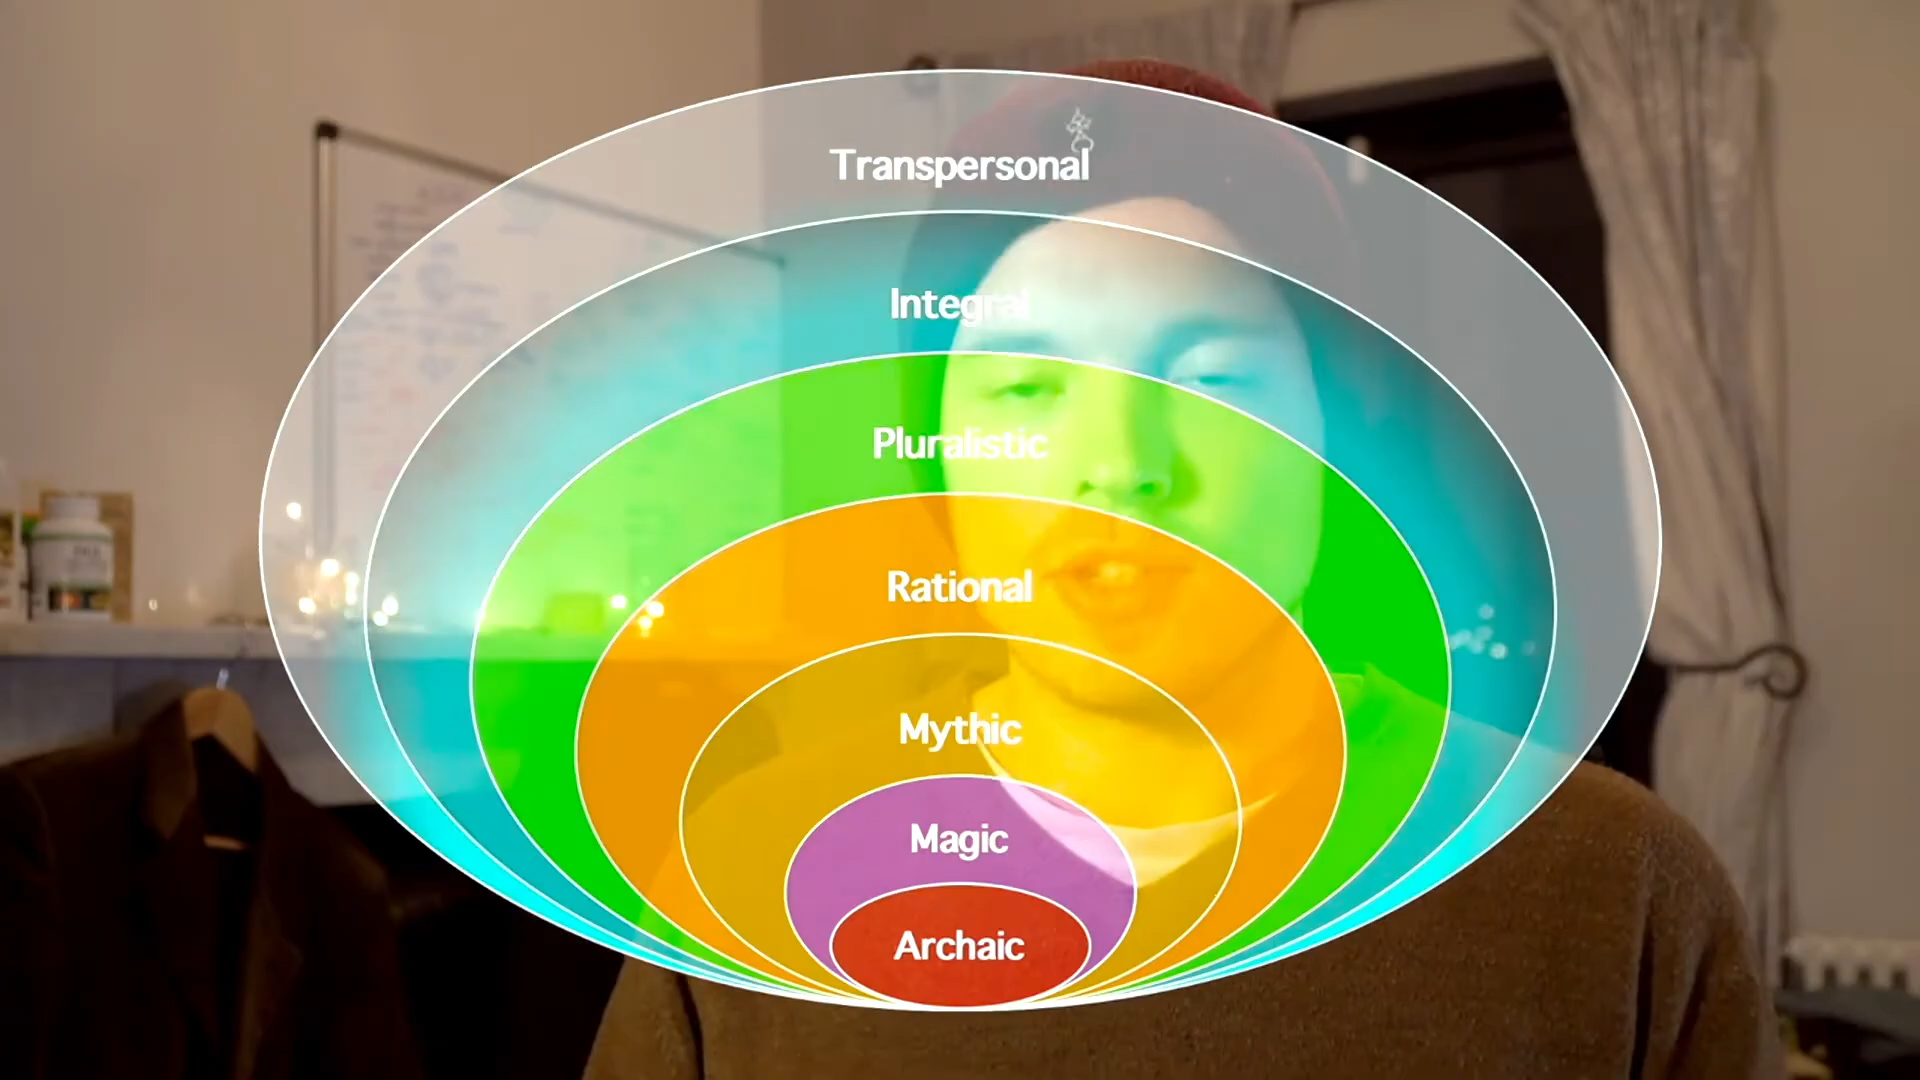 Transpersonal
Integral
Pluralistic
Rational
Mythic
Magic
Archaic